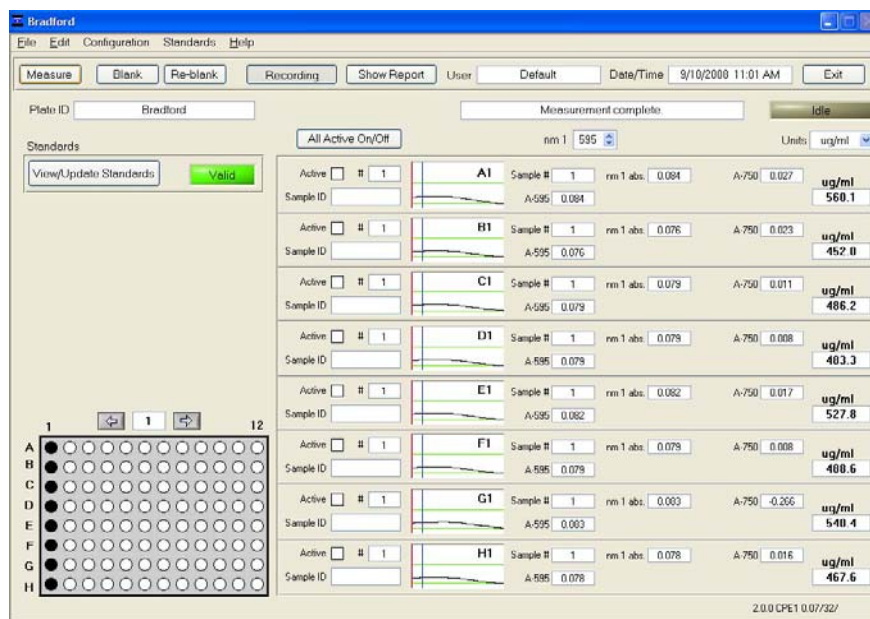 Bradford
File Edit Configuration Standards Help
Measure Blank Re-blank Recording Show Report User Default Date/Time 11:01 AM Exit
Plate ID Bradford Measurement complete Idle
Standards All Active On/Off nm 1 595 Units ug/ml
View/Update Standards Valid
Active # 1 A1 Sample # 1 nm 1 abs. 0.084 A-750 0.027 ug/ml
Sample ID A-595 0.084 560.1
Active # 1 B1 Sample # 1 nm 1 abs. 0.076 A-750 0.023 ug/ml
Sample ID A-595 0.076 452.0
Active # 1 C1 Sample # 1 nm 1 abs. 0.079 A-750 0.011 ug/ml
Sample ID A-595 0.079 486.2
Active # 1 D1 Sample # 1 nm 1 abs. 0.079 A-750 0.008 ug/ml
Sample ID A-595 0.079
Active # 1 E1 Sample # 1 nm 1 abs. 0.082 A-750 0.017 ug/ml
Sample ID A-595 0.082 527.8
Active # 1 F1 Sample # 1 nm 1 abs. 0.079 A-750 0.008 ug/ml
Sample ID A-595 0.079
Active # 1 G1 Sample # 1 nm 1 abs. A-750 -0.266 ug/ml
Sample ID A-595 540.4
Active # 1 H1 Sample # 1 nm 1 abs. 0.078 A-750 0.016 ug/ml
Sample ID A-595 0.078 467.6
1 1 12
A
B
C
D
E
F
G
H
2.0.0 CPE1 0.07/32/